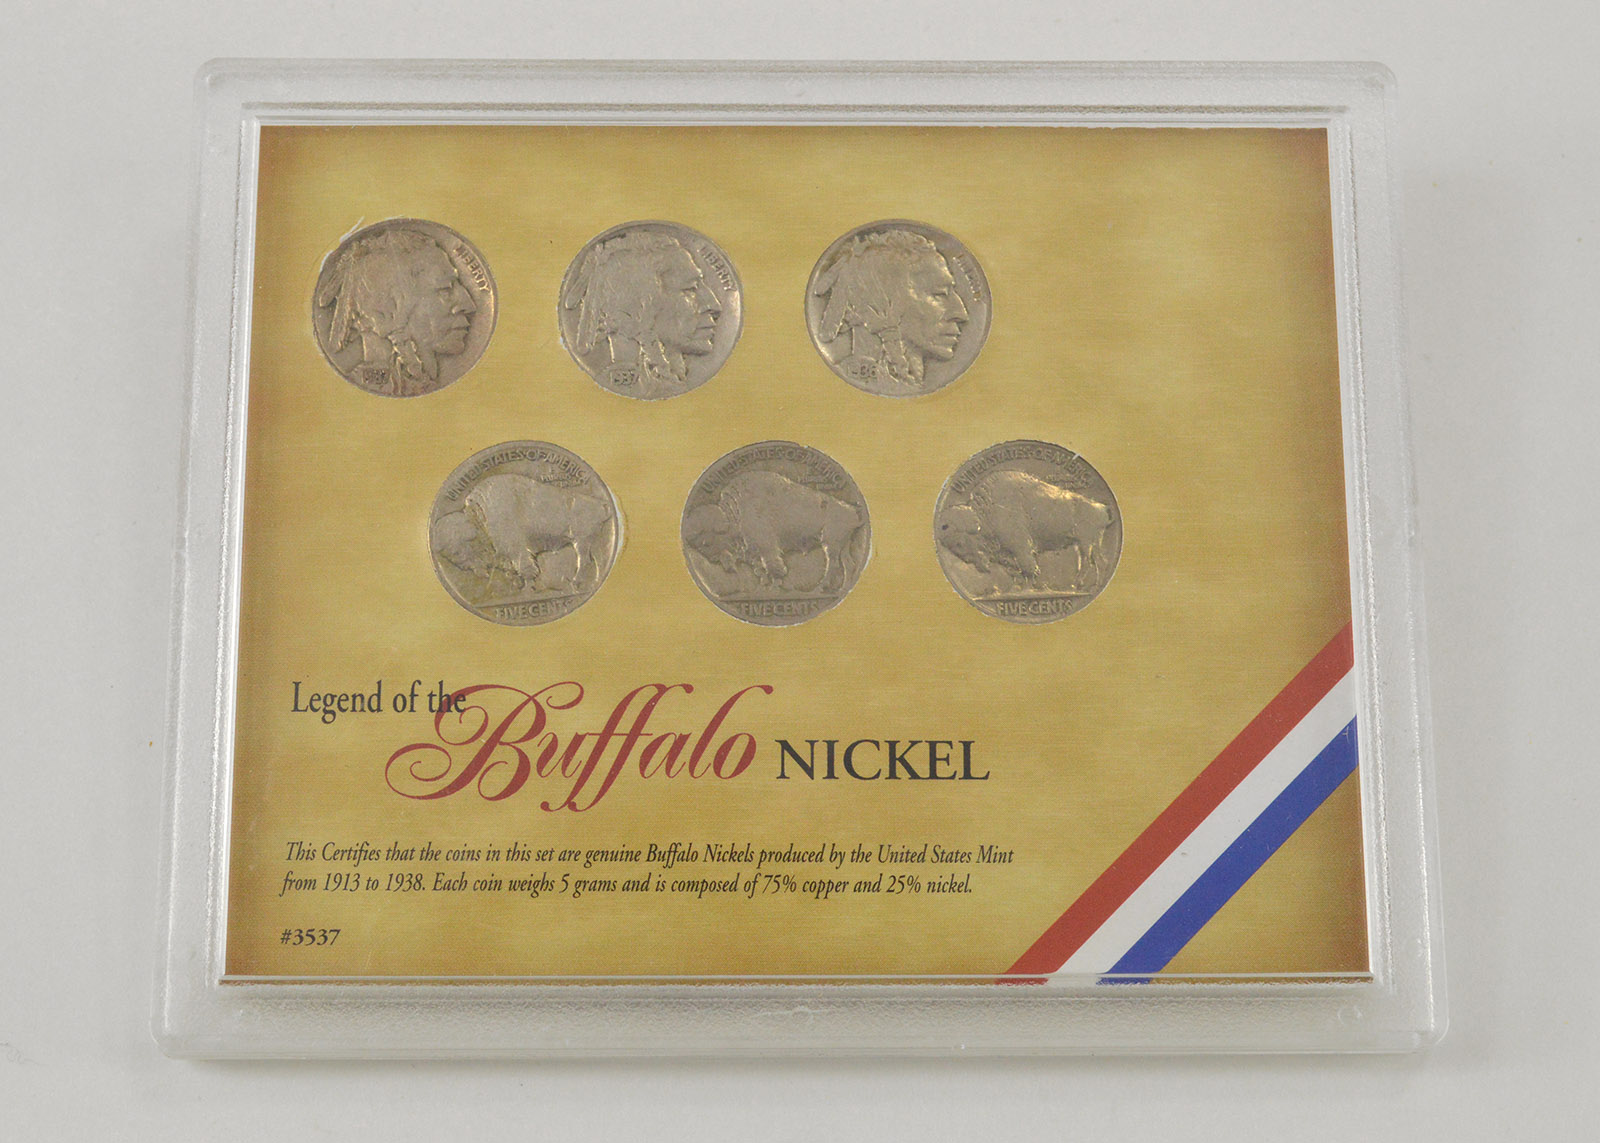 LIBERTY
1937
LIBERTY
1937
LIBERTY
1936
UNITED STATES OF AMERICA
FIVE CENTS
UNITED STATES OF AMERICA
FIVE CENTS
UNITED STATES OF AMERICA
FIVE CENTS
Legend of the
Buffalo NICKEL
This Certifies that the coins in this set are genuine Buffalo Nickels produced by the United States Mint
from 1913 to 1938. Each coin weighs 5 grams and is composed of 75% copper and 25% nickel.
#3537